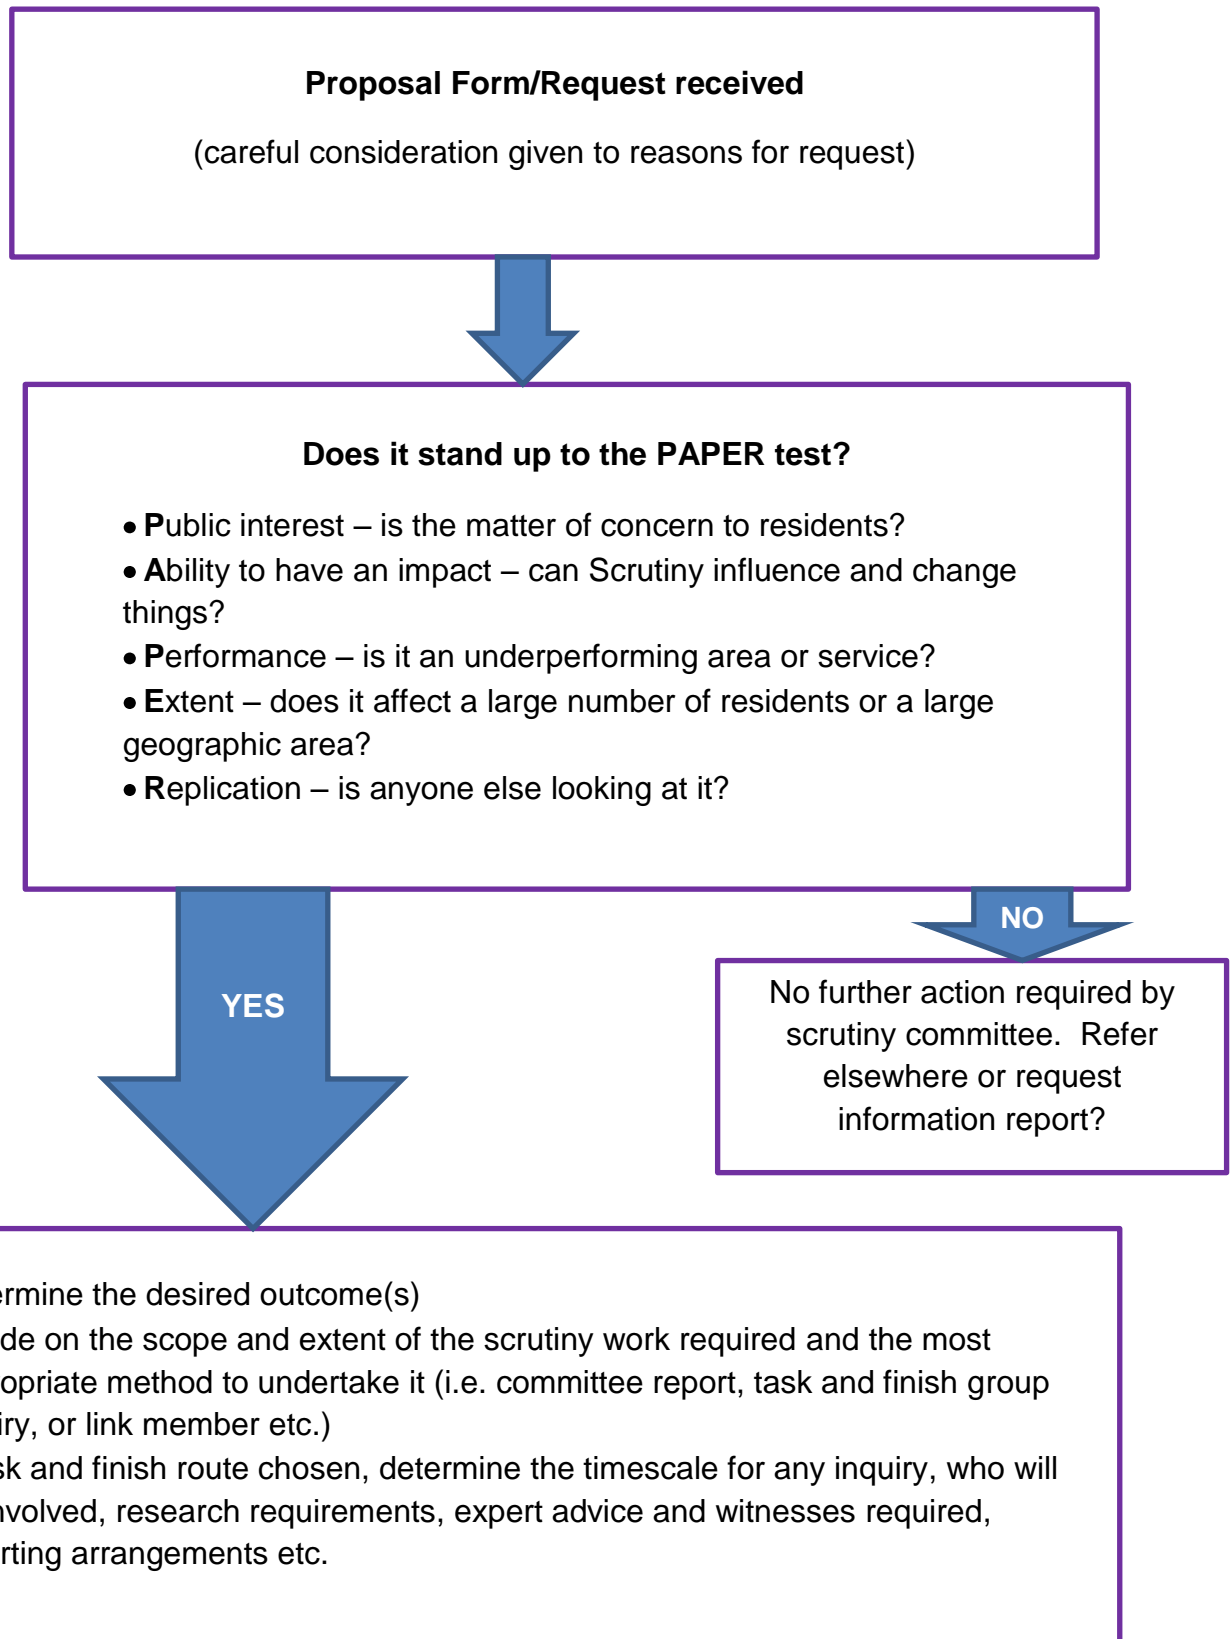 Proposal Form/Request received
(careful consideration given to reasons for request)
Does it stand up to the PAPER test?
• Public interest – is the matter of concern to residents?
• Ability to have an impact – can Scrutiny influence and change
things?
• Performance – is it an underperforming area or service?
• Extent – does it affect a large number of residents or a large
geographic area?
• Replication – is anyone else looking at it?
NO
YES
No further action required by
scrutiny committee.  Refer
elsewhere or request
information report?
ermine the desired outcome(s)
de on the scope and extent of the scrutiny work required and the most
opriate method to undertake it (i.e. committee report, task and finish group
iry, or link member etc.)
sk and finish route chosen, determine the timescale for any inquiry, who will
nvolved, research requirements, expert advice and witnesses required,
rting arrangements etc.